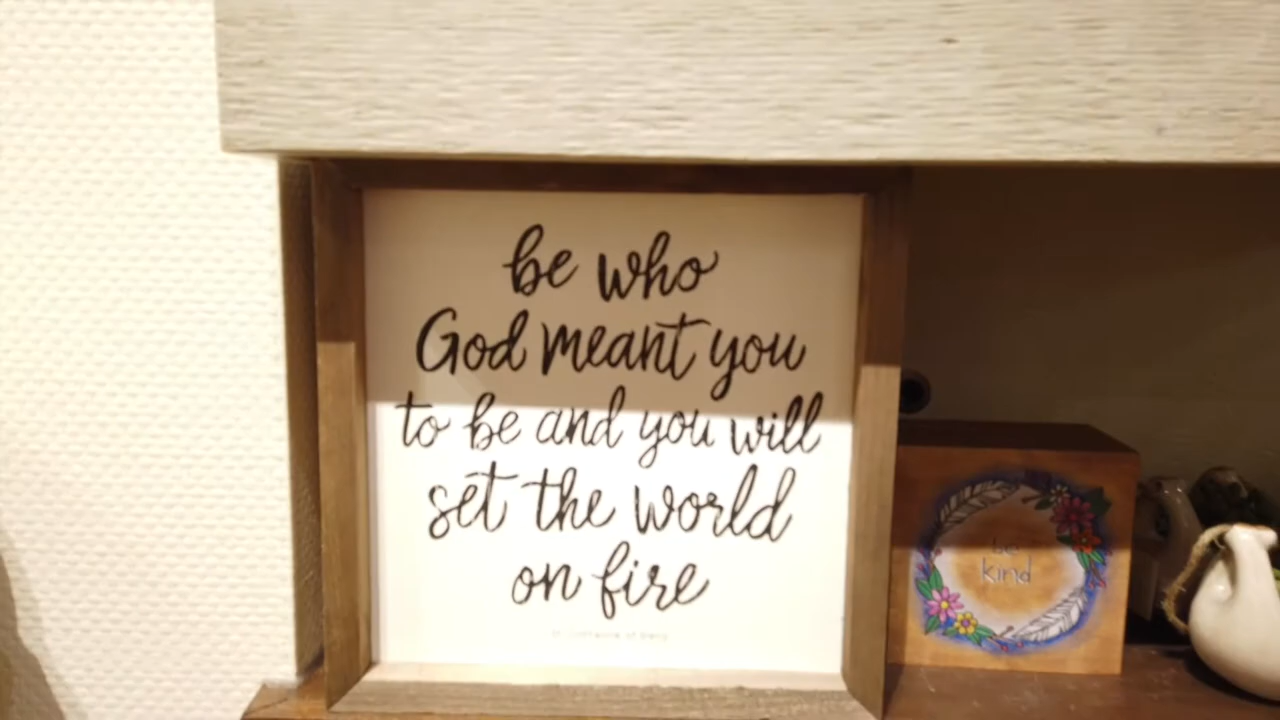 be who
God meant you
to be and you will
set the world
on fire
be
kind